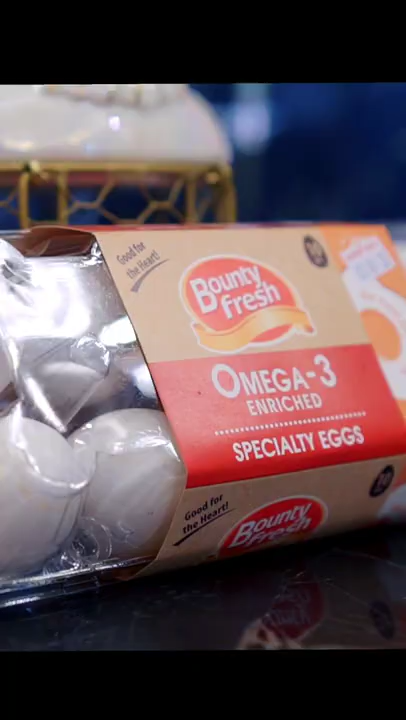 Good for
the Heart!
Bounty
Fresh
OMEGA-3
ENRICHED
SPECIALTY EGGS
Good for
the Heart!
Bounty
Fresh